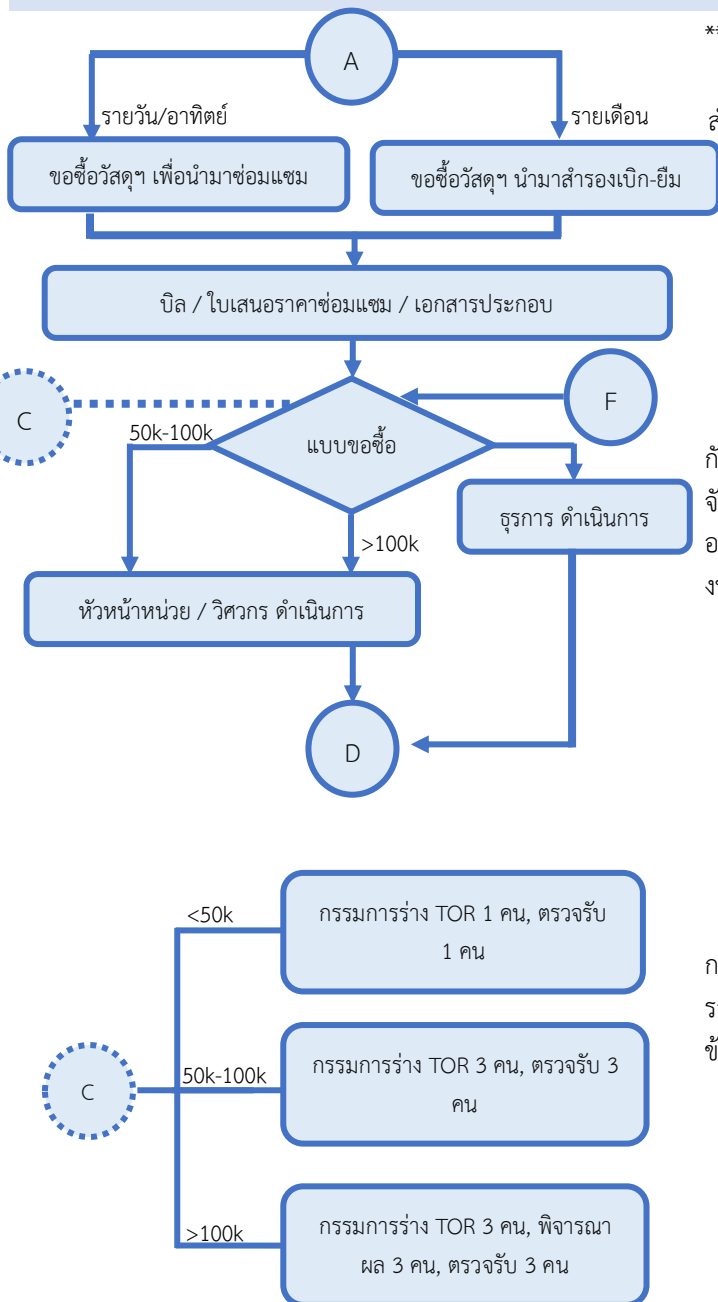 A
**
รายวัน/อาทิตย์
รายเดือน
ขอซื้อวัสดุฯ เพื่อนำมาซ่อมแซม
ขอซื้อวัสดุฯ นำมาสำรองเบิก-ยืม
บิล / ใบเสนอราคาซ่อมแซม / เอกสารประกอบ
C
F
50k-100k
แบบขอซื้อ
ธุรการ ดำเนินการ
>100k
หัวหน้าหน่วย / วิศวกร ดำเนินการ
D
<50k
กรรมการร่าง TOR 1 คน, ตรวจรับ
1 คน
C
50k-100k
กรรมการร่าง TOR 3 คน, ตรวจรับ 3
คน
>100k
กรรมการร่าง TOR 3 คน, พิจารณา
ผล 3 คน, ตรวจรับ 3 คน